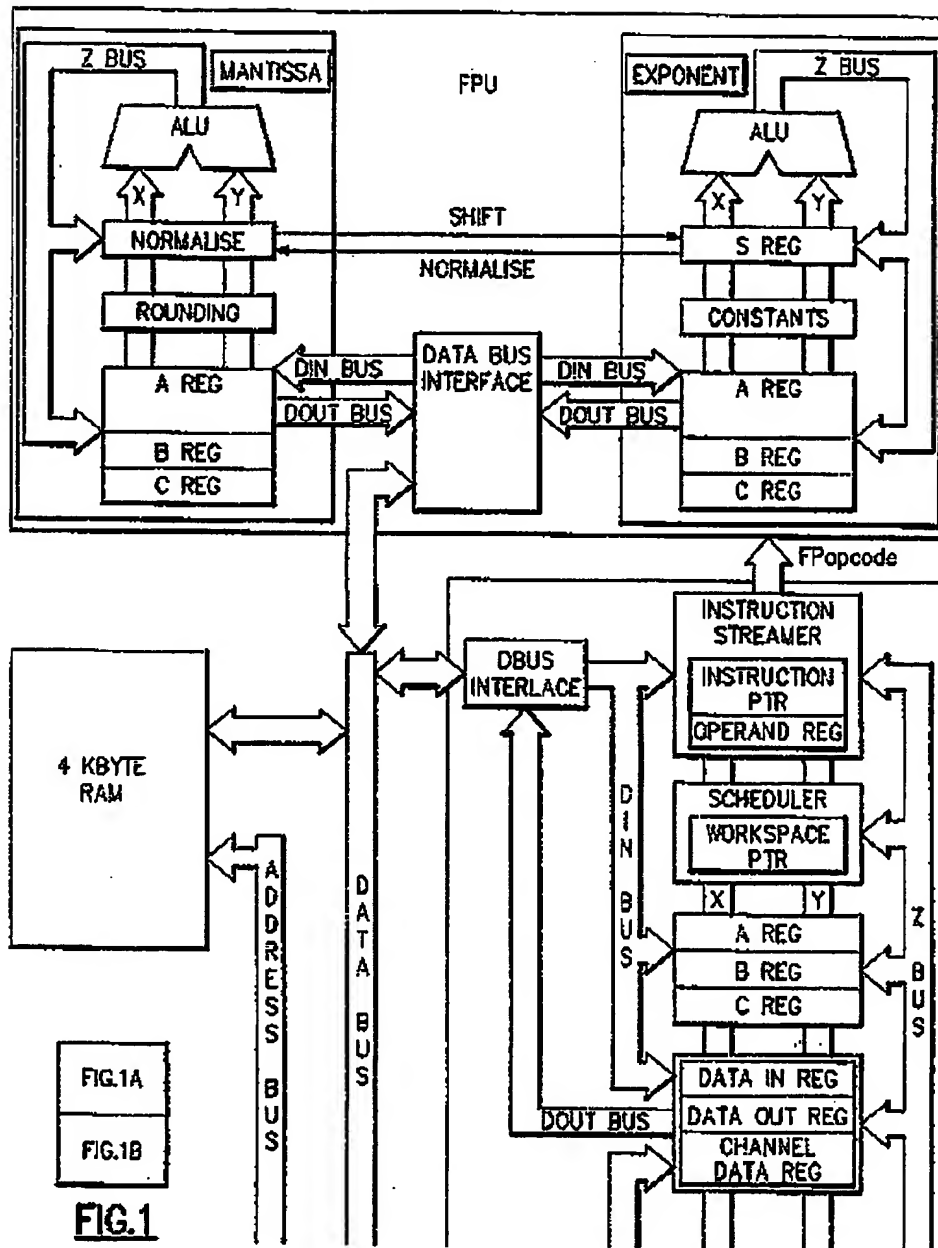 Z BUS
MANTISSA
FPU
EXPONENT
Z BUS
ALU
ALU
X
Y
X
Y
NORMALISE
SHIFT
NORMALISE
S REG
ROUNDING
CONSTANTS
A REG
DIN BUS
DOUT BUS
DATA BUS
INTERFACE
DIN BUS
DOUT BUS
A REG
B REG
C REG
B REG
C REG
FPopcode
INSTRUCTION
STREAMER
INSTRUCTION
PTR
OPERAND REG
DBUS
INTERLACE
4 KBYTE
RAM
SCHEDULER
WORKSPACE
PTR
DIN BUS
X
Y
Z BUS
A REG
B REG
C REG
ADDRESS BUS
DATA BUS
DATA IN REG
DATA OUT REG
CHANNEL
DATA REG
DOUT BUS
FIG.1A
FIG.1B
FIG.1